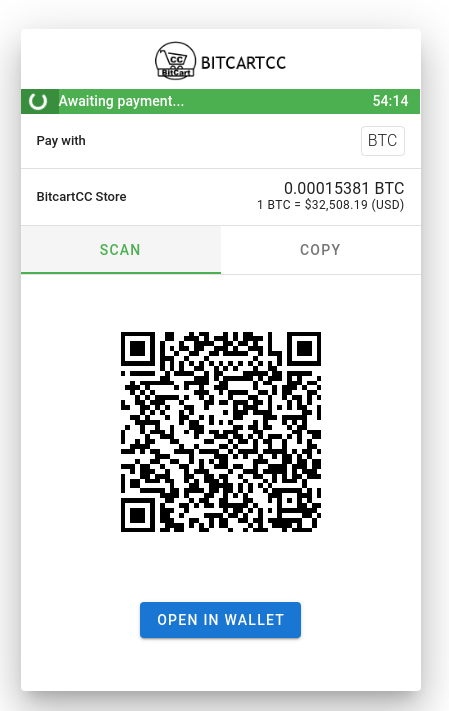 CC
BitCart
BITCARTCC
Awaiting payment... 54:14
Pay with BTC
BitcartCC Store 0.00015381 BTC
1 BTC = $32,508.19 (USD)
SCAN COPY
OPEN IN WALLET